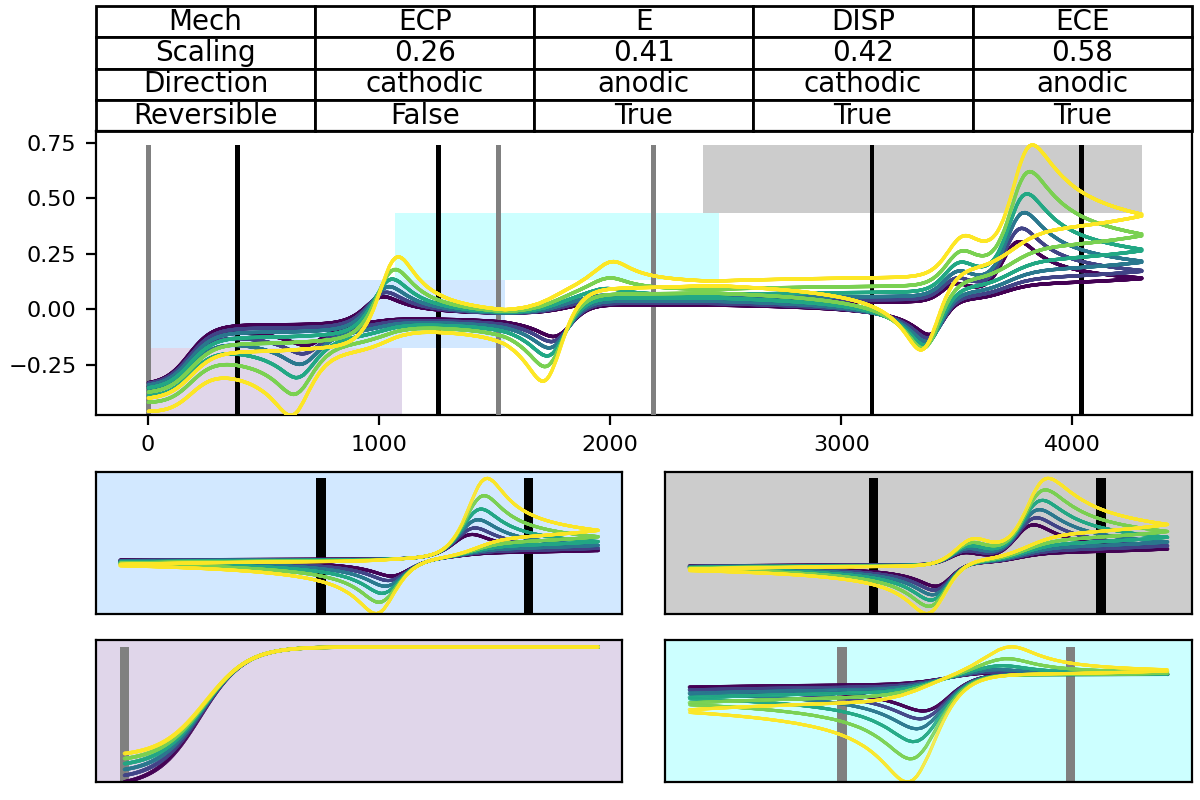 Mech ECP E DISP ECE
Scaling 0.26 0.41 0.42 0.58
Direction cathodic anodic cathodic anodic
Reversible False True True True
0.75
0.50
0.25
0.00
−0.25
0 1000 2000 3000 4000